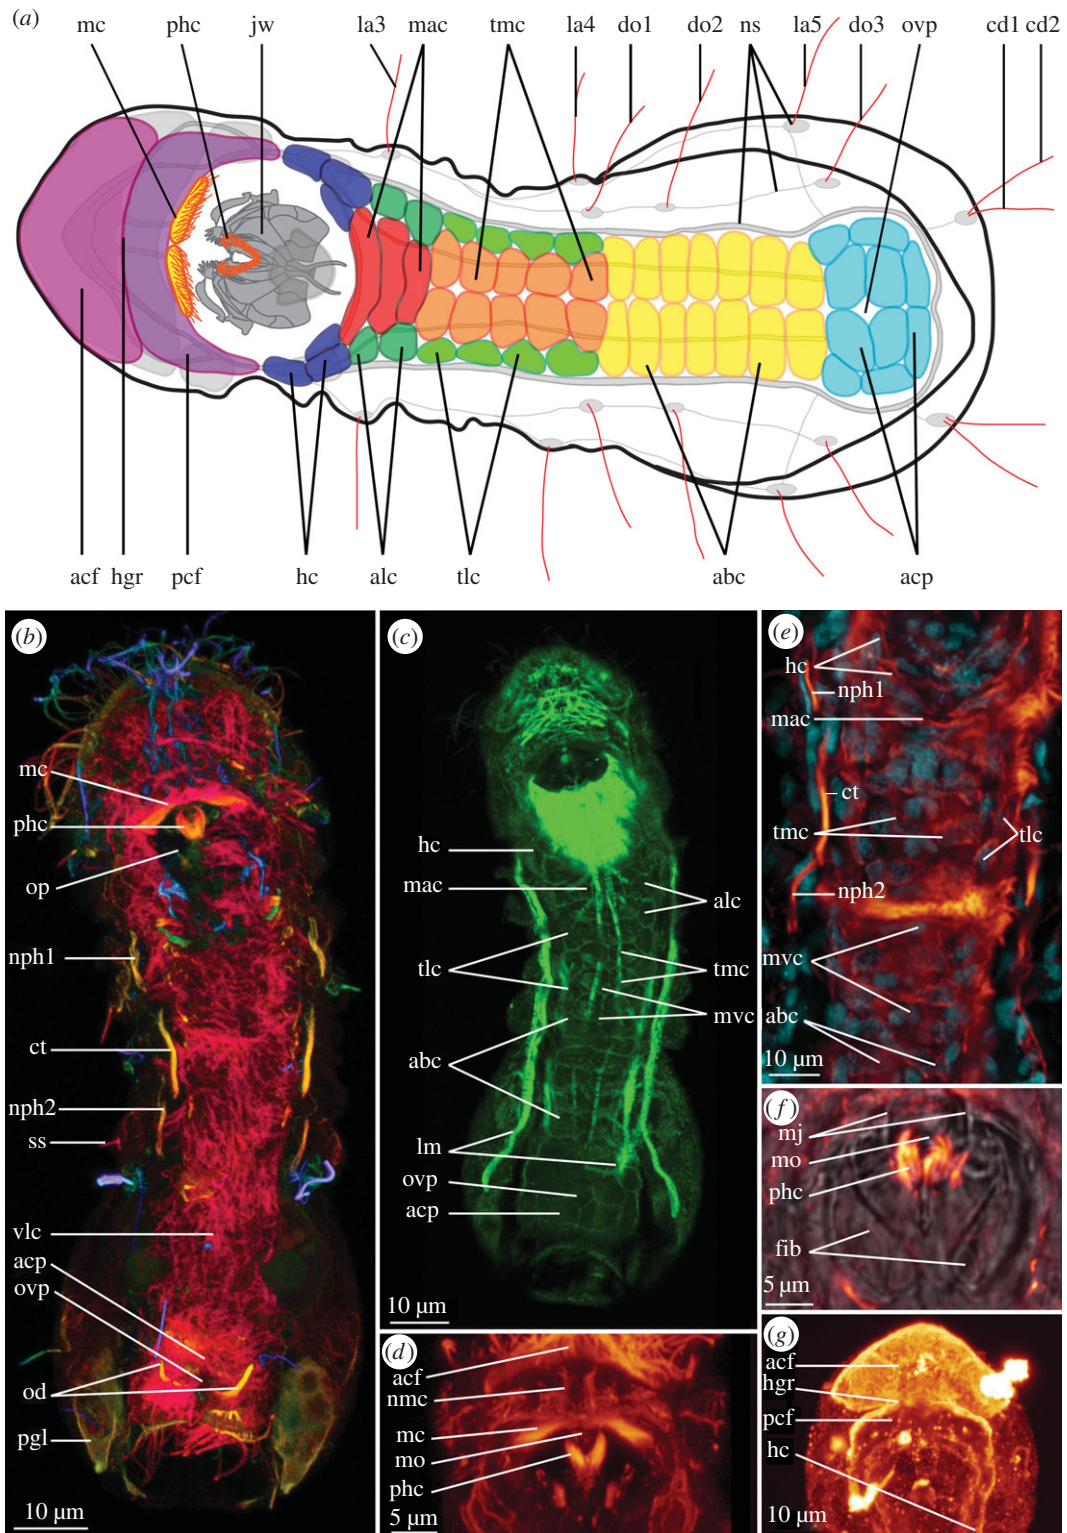 (a)
mc phc jw la3 mac tmc la4 do1 do2 ns la5 do3 ovp cd1 cd2
acf hgr pcf hc alc tlc abc acp
(b)
mc
phc
op
nph1
ct
nph2
ss
vlc
acp
ovp
od
pgl
10 µm
(c)
hc
mac
alc
tlc
tmc
mvc
abc
lm
ovp
acp
10 µm
(d)
acf
nmc
mc
mo
phc
5 µm
(e)
hc
nph1
mac
ct
tmc
tlc
nph2
mvc
abc
10 µm
(f)
mj
mo
phc
fib
5 µm
(g)
acf
hgr
pcf
hc
10 µm